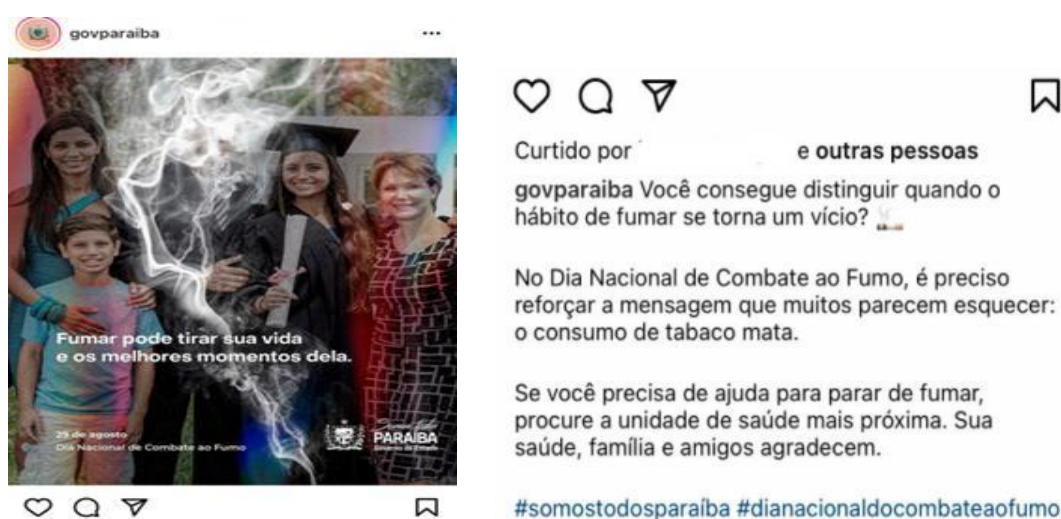 govparaiba
Fumar pode tirar sua vida
e os melhores momentos dela.
29 de agosto
Dia Nacional de Combate ao Fumo
PARAÍBA
Governo do Estado
Curtido por e outras pessoas
govparaiba Você consegue distinguir quando o
hábito de fumar se torna um vício?
No Dia Nacional de Combate ao Fumo, é preciso
reforçar a mensagem que muitos parecem esquecer:
o consumo de tabaco mata.
Se você precisa de ajuda para parar de fumar,
procure a unidade de saúde mais próxima. Sua
saúde, família e amigos agradecem.
#somostodosparaíba #dianacionaldocombateaofumo